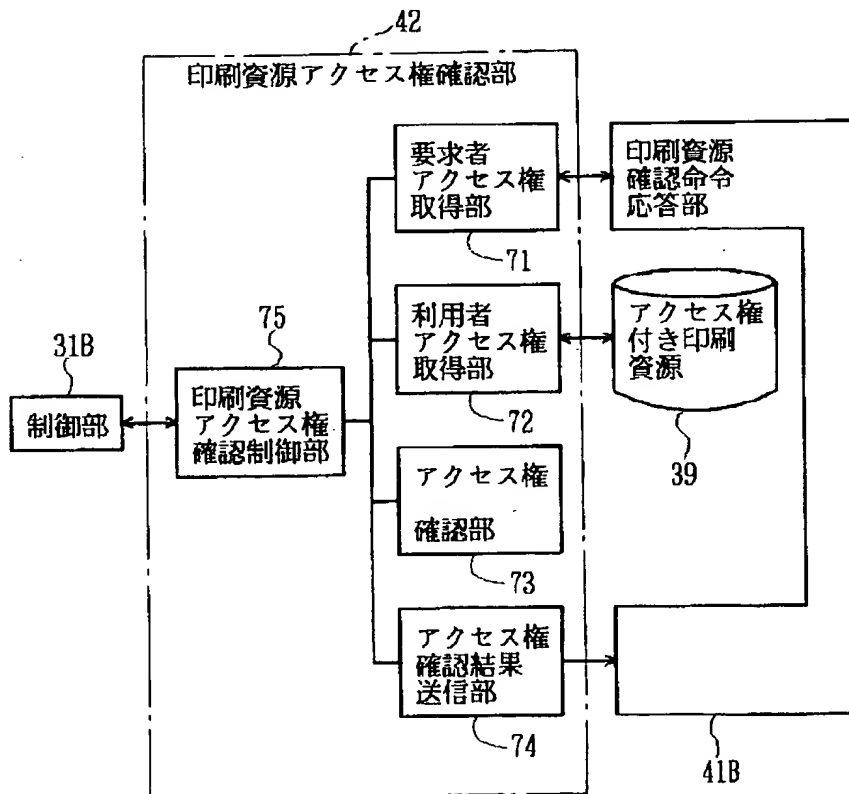 42
印刷資源アクセス権確認部
要求者
アクセス権
取得部
71
印刷資源
確認命令
応答部
利用者
アクセス権
取得部
72
アクセス権
付き印刷
資源
39
75
印刷資源
アクセス権
確認制御部
31B
制御部
アクセス権
確認部
73
アクセス権
確認結果
送信部
74
41B